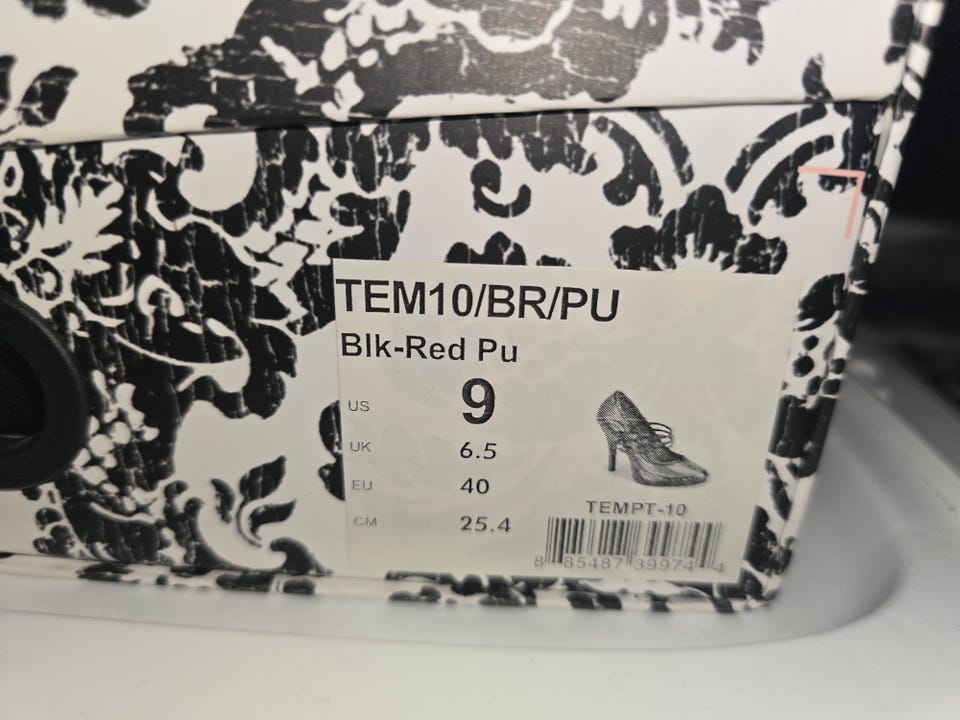 TEM10/BR/PU
Blk-Red Pu
US 9
UK 6.5
EU 40
CM 25.4
TEMPT-10
8 85487 39974 4